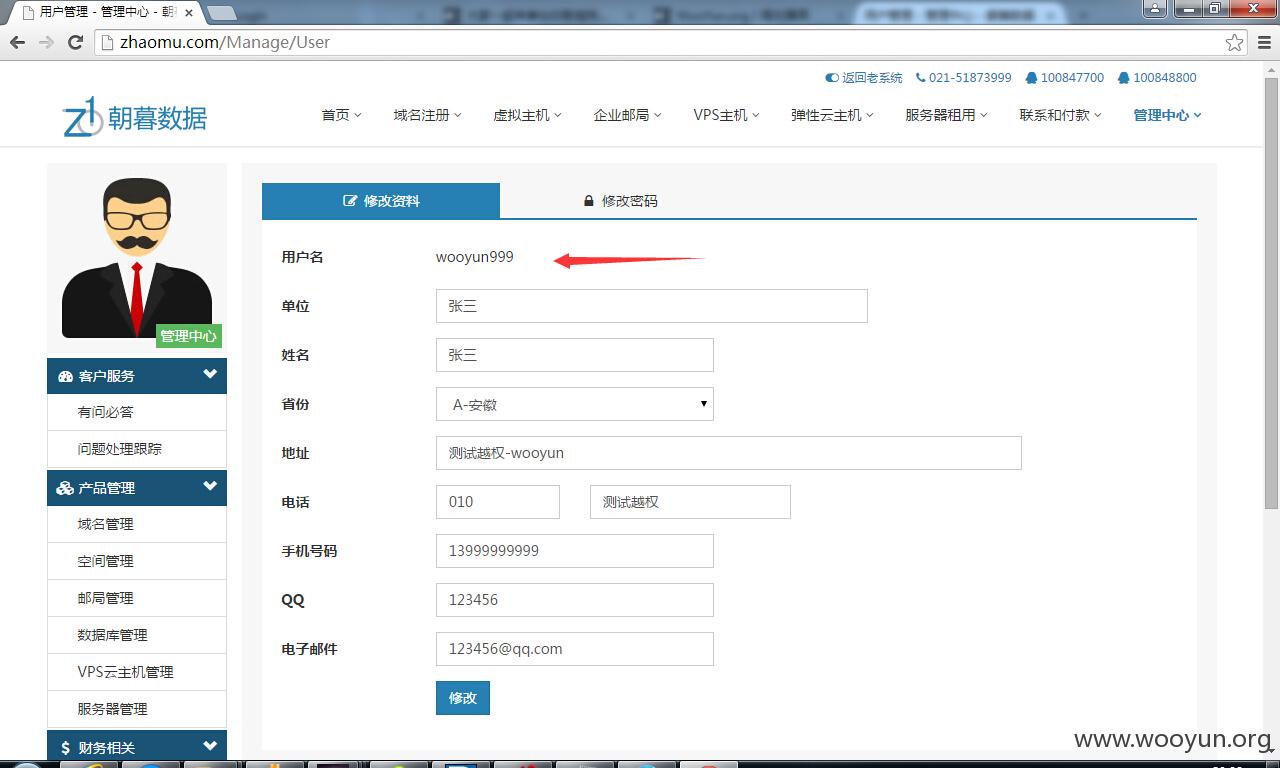 用户管理 - 管理中心 - 朝
zhaomu.com/Manage/User
返回老系统 021-51873999 100847700 100848800
朝暮数据
首页 域名注册 虚拟主机 企业邮局 VPS主机 弹性云主机 服务器租用 联系和付款 管理中心
管理中心
客户服务
有问必答
问题处理跟踪
产品管理
域名管理
空间管理
邮局管理
数据库管理
VPS云主机管理
服务器管理
财务相关
修改资料 修改密码
用户名 wooyun999
单位 张三
姓名 张三
省份 A-安徽
地址 测试越权-wooyun
电话 010 测试越权
手机号码 13999999999
QQ 123456
电子邮件 123456@qq.com
修改
www.wooyun.org